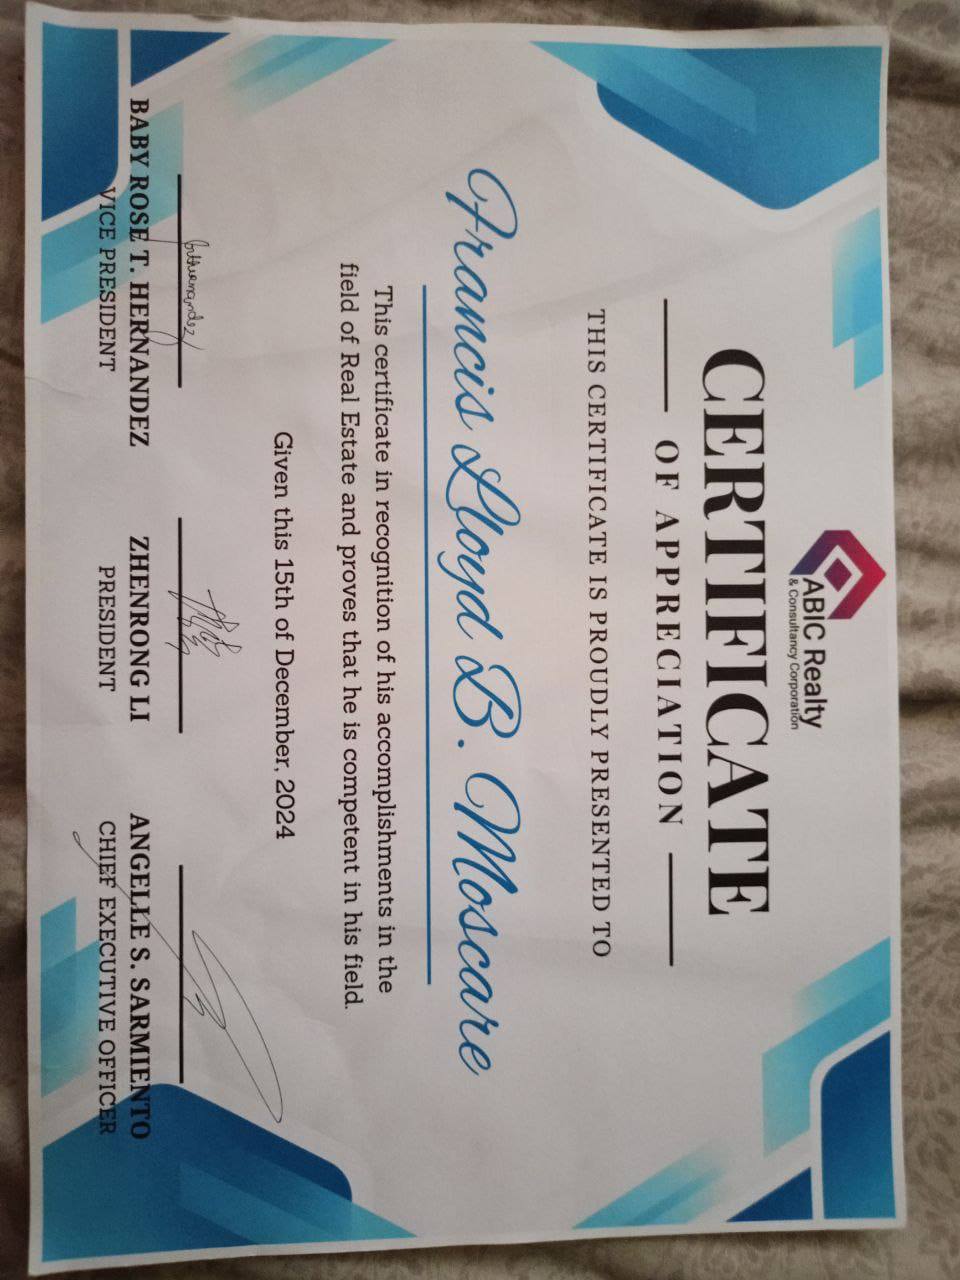 ABIC Realty
& Consultancy Corporation
CERTIFICATE
OF APPRECIATION
THIS CERTIFICATE IS PROUDLY PRESENTED TO
Francis Lloyd B. Moscare
This certificate in recognition of his accomplishments in the
field of Real Estate and proves that he is competent in his field.
Given this 15th of December, 2024
BABY ROSE T. HERNANDEZ ZHENRONG LI ANGELLE S. SARMIENTO
VICE PRESIDENT PRESIDENT CHIEF EXECUTIVE OFFICER